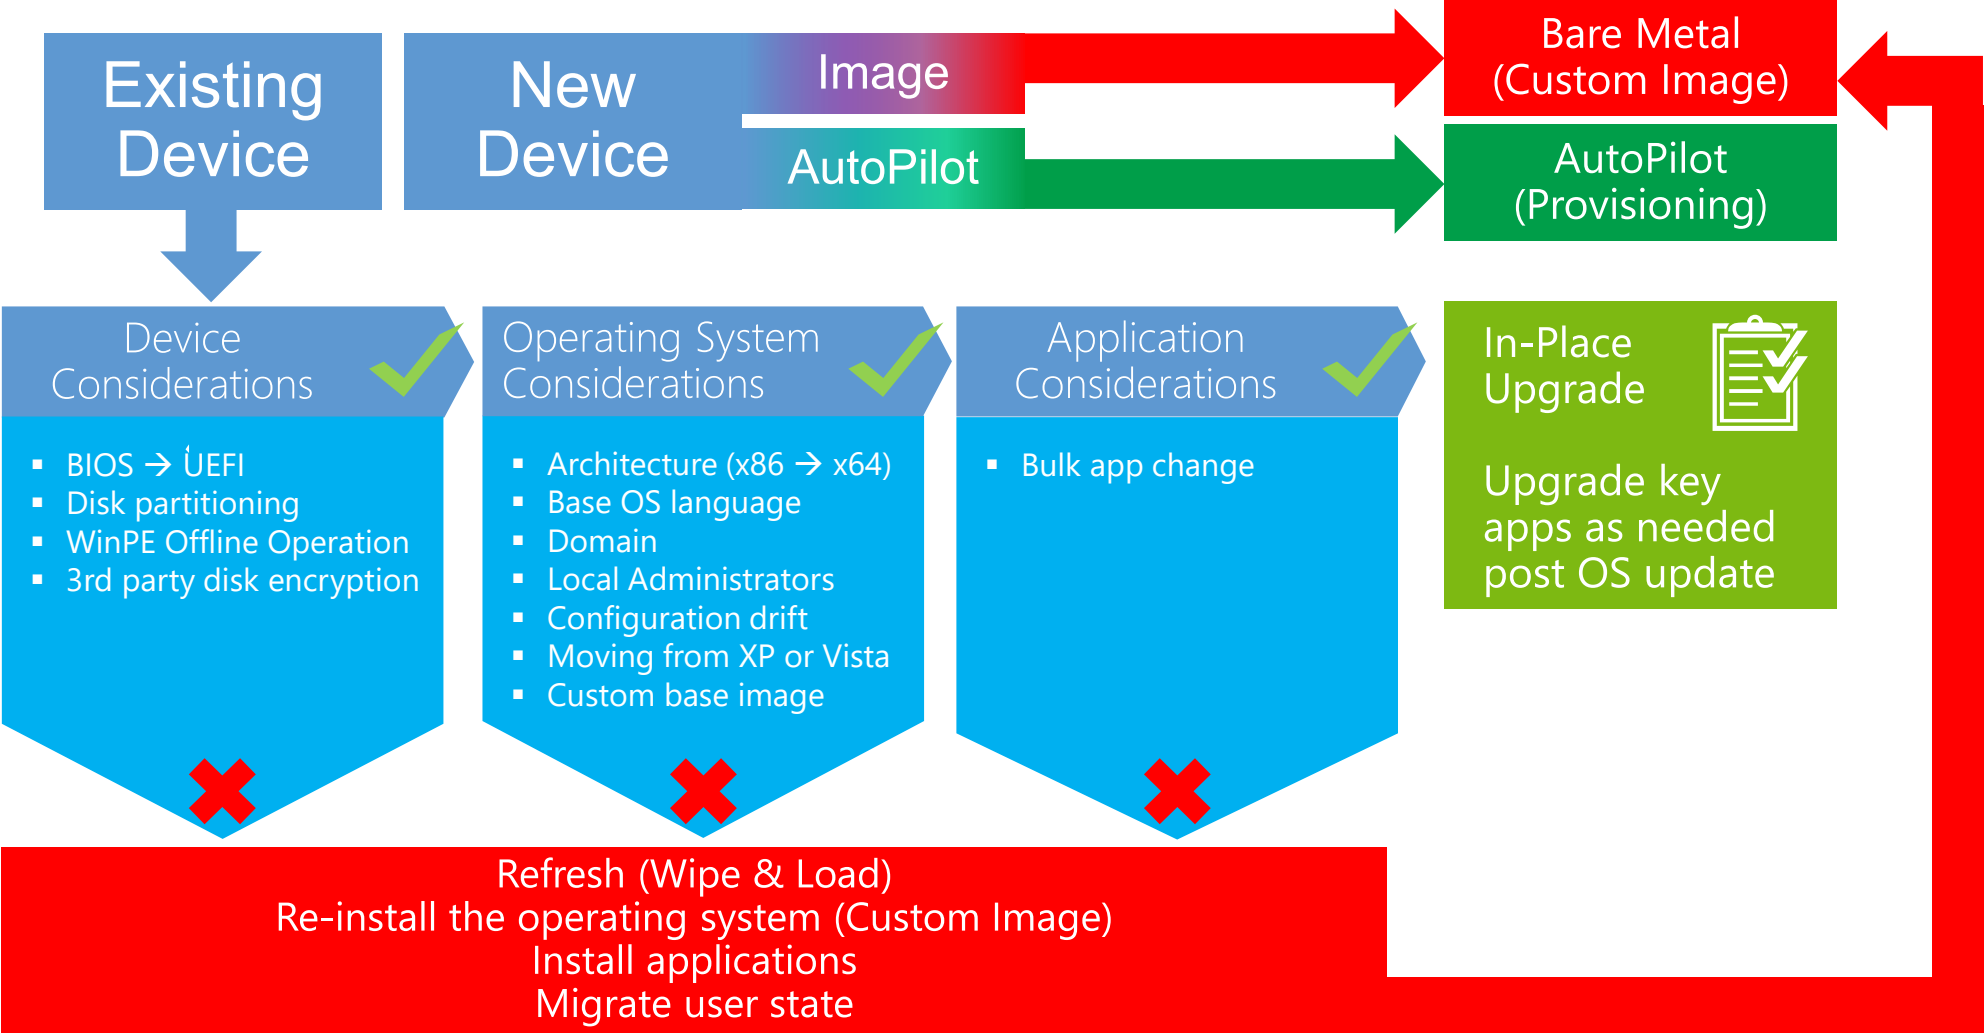 Existing
Device
New
Device
Image
AutoPilot
Bare Metal
(Custom Image)
AutoPilot
(Provisioning)
Device
Considerations
▪ BIOS → UEFI
▪ Disk partitioning
▪ WinPE Offline Operation
▪ 3rd party disk encryption
Operating System
Considerations
▪ Architecture (x86 → x64)
▪ Base OS language
▪ Domain
▪ Local Administrators
▪ Configuration drift
▪ Moving from XP or Vista
▪ Custom base image
Application
Considerations
▪ Bulk app change
In-Place
Upgrade
Upgrade key
apps as needed
post OS update
Refresh (Wipe & Load)
Re-install the operating system (Custom Image)
Install applications
Migrate user state